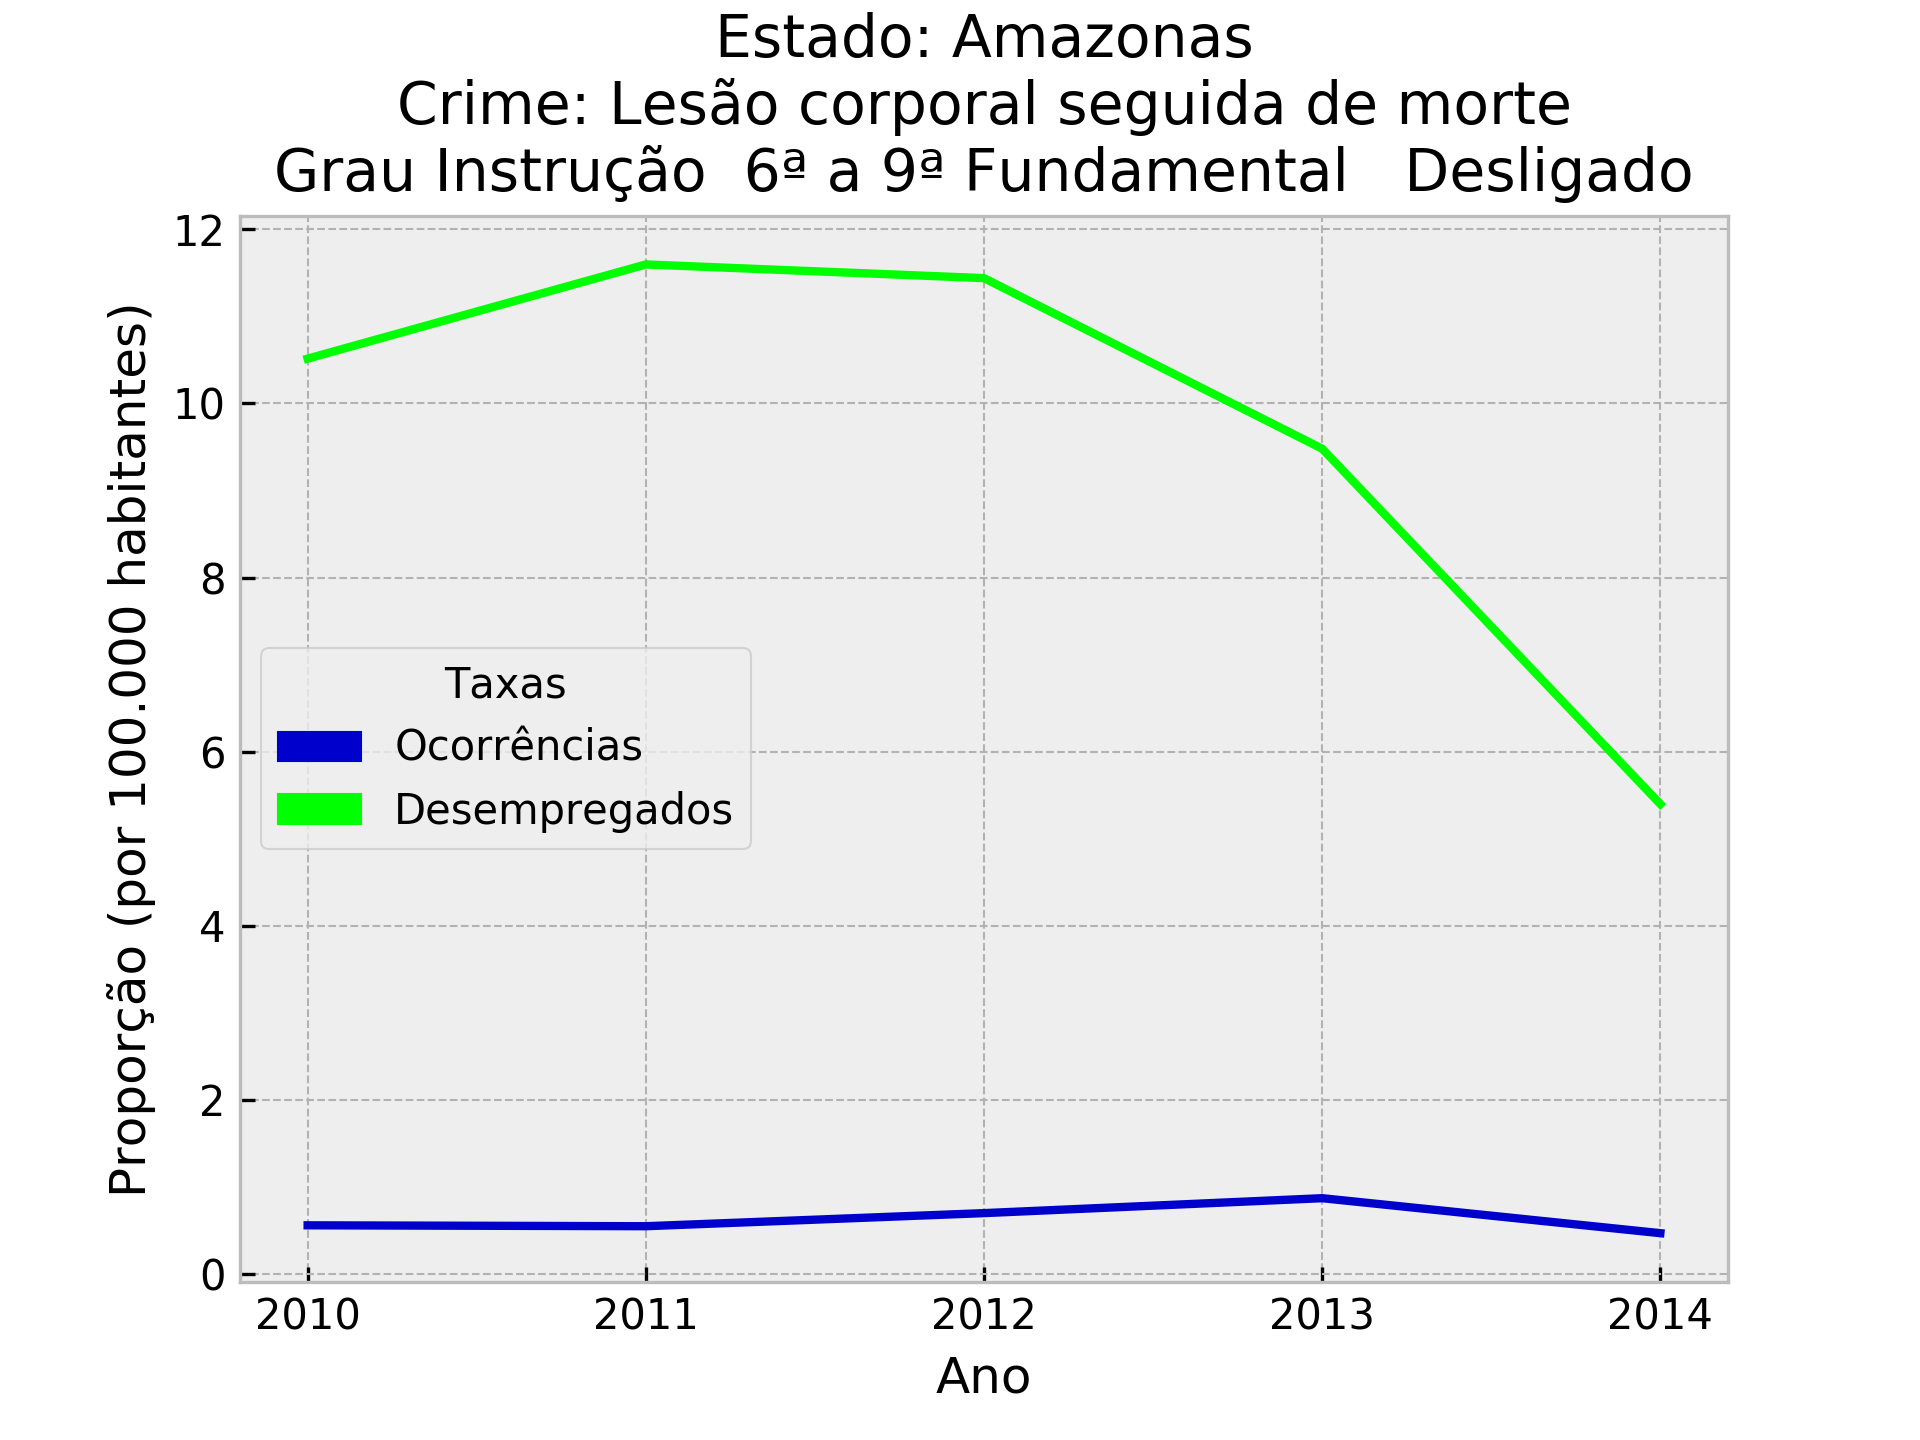 Estado: Amazonas
Crime: Lesão corporal seguida de morte
Grau Instrução  6ª a 9ª Fundamental   Desligado
Proporção (por 100.000 habitantes)
12
10
8
6
4
2
0
Taxas
Ocorrências
Desempregados
2010 2011 2012 2013 2014
Ano